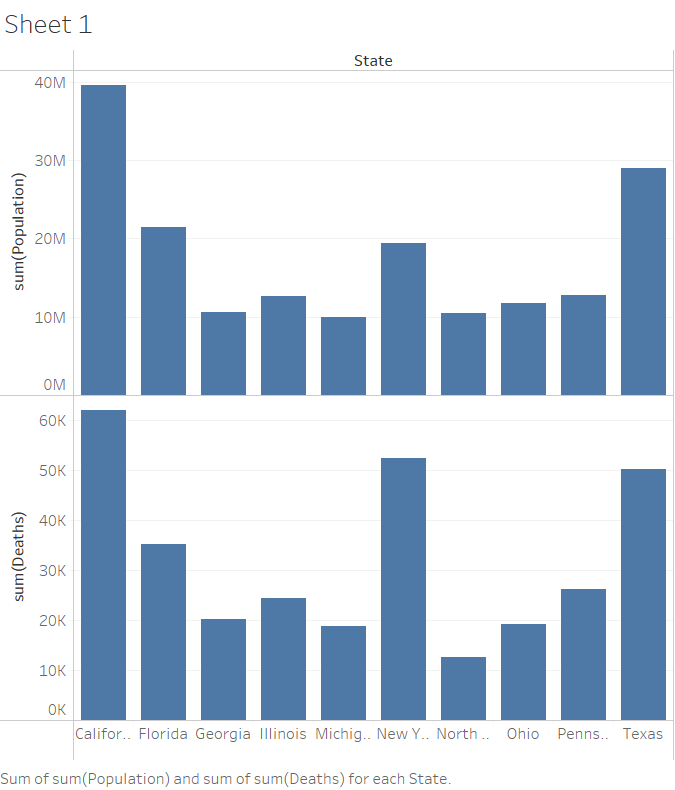 Sheet 1
State
40M
30M
20M
10M
0M
sum(Population)
60K
50K
40K
30K
20K
10K
0K
sum(Deaths)
Califor.. Florida Georgia Illinois Michig.. New Y.. North .. Ohio Penns.. Texas
Sum of sum(Population) and sum of sum(Deaths) for each State.